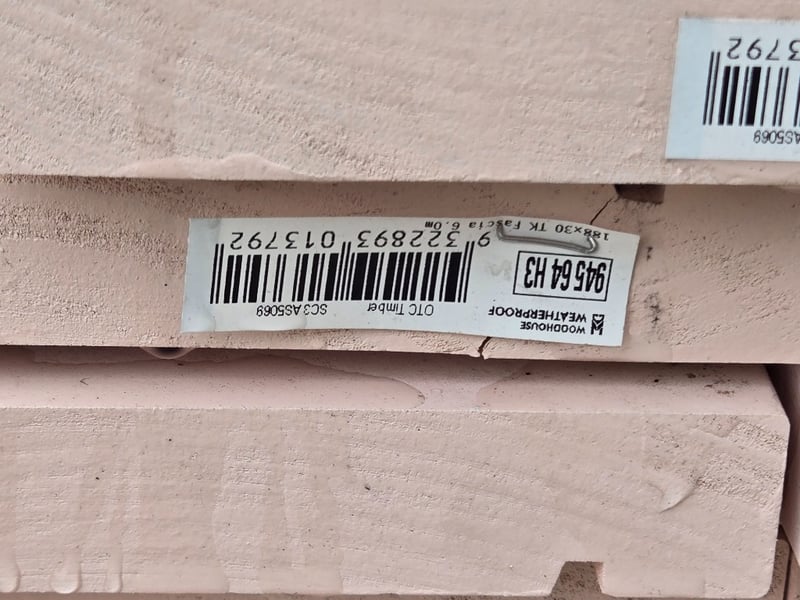 WOODHOUSE
WEATHERPROOF
945 64 H3
OTC Timber SC3 AS5069
9 322893 013792
188x30 TK Fascia 6.0m
AS5069
3792